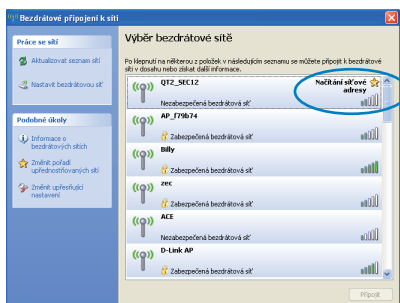 Bezdrátové připojení k síti
Práce se sítí
Aktualizovat seznam sítí
Nastavit bezdrátovou síť
Podobné úkoly
Informace o
bezdrátových sítích
Změnit pořadí
upřednostňovaných sítí
Změnit upřesňující
nastavení
Výběr bezdrátové sítě
Po klepnutí na některou z položek v následujícím seznamu se můžete připojit k bezdrátové
síti v dosahu nebo získat další informace.
QT2_SEC12
Načítání síťové
adresy
Nezabezpečená bezdrátová síť
AP_f79b74
Zabezpečená bezdrátová síť
Billy
Zabezpečená bezdrátová síť
zec
Zabezpečená bezdrátová síť
ACE
Nezabezpečená bezdrátová síť
D-Link AP
Zabezpečená bezdrátová síť
Připojit